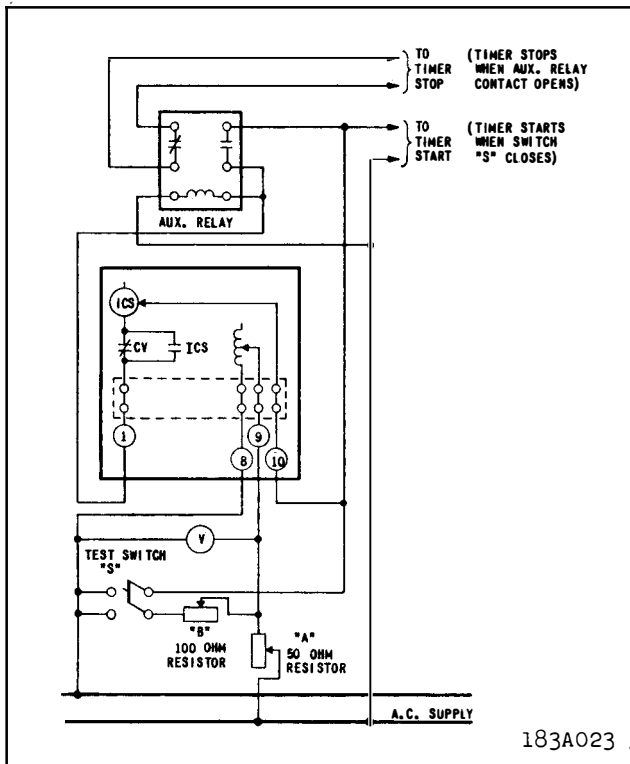 TO (TIMER STOPS
TIMER WHEN AUX. RELAY
STOP CONTACT OPENS)
TO (TIMER STARTS
TIMER WHEN SWITCH
START "S" CLOSES)
AUX. RELAY
ICS
CV ICS
1 9
8 10
V
TEST SWITCH
"S"
"B"
100 OHM
RESISTOR
"A"
50 OHM
RESISTOR
A.C. SUPPLY
183A023